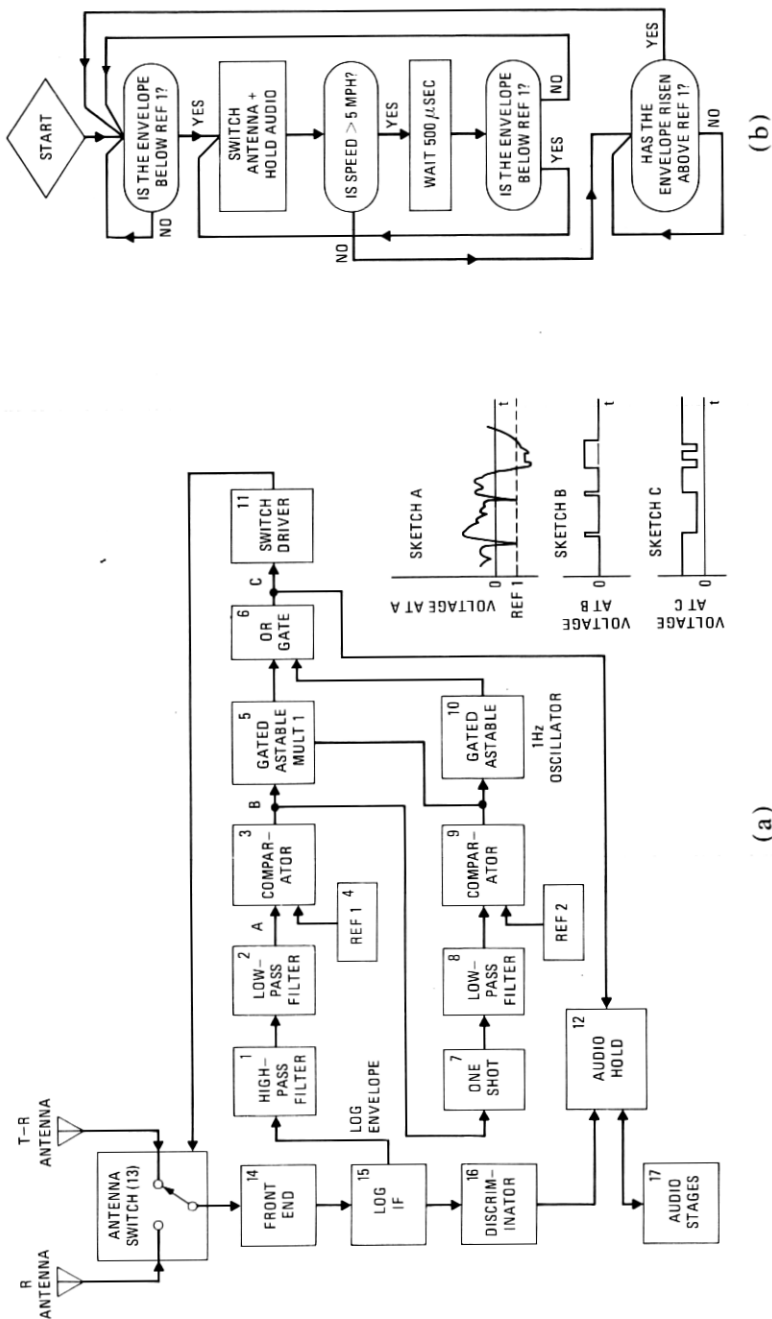 T–R
ANTENNA
R
ANTENNA
ANTENNA
SWITCH (13)
14
FRONT
END
15
LOG
IF
LOG
ENVELOPE
16
DISCRIM–
INATOR
17
AUDIO
STAGES
12
AUDIO
HOLD
1
HIGH–
PASS
FILTER
2
LOW–
PASS
FILTER
A
3
COMPAR–
ATOR
REF 1
4
B
5
GATED
ASTABLE
MULT 1
6
OR
GATE
C
11
SWITCH
DRIVER
7
ONE
SHOT
8
LOW–PASS
FILTER
9
COMPAR–
ATOR
REF 2
10
GATED
ASTABLE
1Hz
OSCILLATOR
SKETCH A
VOLTAGE AT A
0
REF 1
t
SKETCH B
VOLTAGE
AT B
0
t
SKETCH C
VOLTAGE
AT C
0
t
(a)
START
IS THE ENVELOPE
BELOW REF 1?
NO
YES
SWITCH
ANTENNA +
HOLD AUDIO
IS SPEED > 5 MPH?
NO
YES
WAIT 500 μSEC
IS THE ENVELOPE
BELOW REF 1?
YES
NO
HAS THE
ENVELOPE RISEN
ABOVE REF 1?
YES
NO
(b)